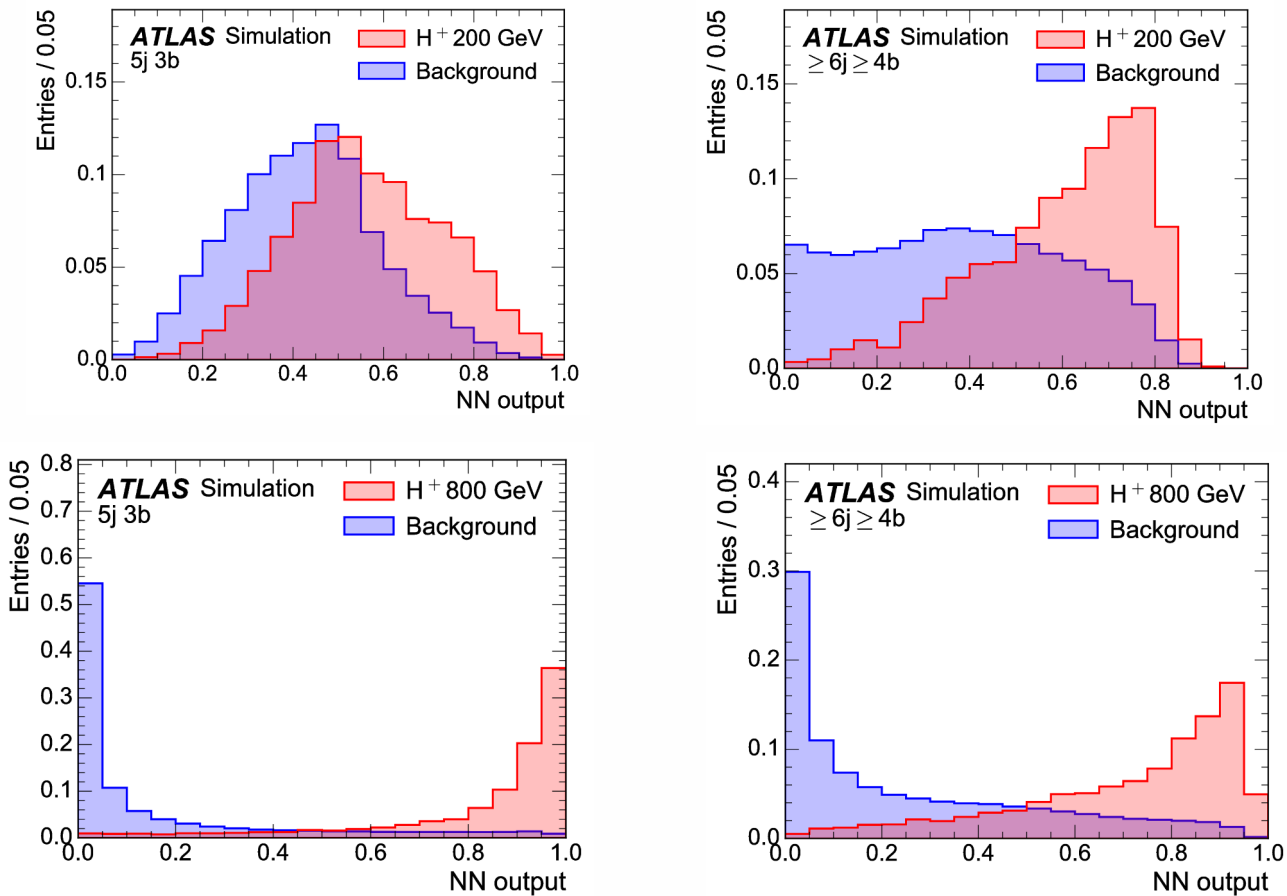 ATLAS Simulation
5j 3b
H+ 200 GeV
Background
Entries / 0.05
0.15
0.1
0.05
0.0
0.0 0.2 0.4 0.6 0.8 1.0
NN output
ATLAS Simulation
≥ 6j ≥ 4b
H+ 200 GeV
Background
Entries / 0.05
0.15
0.10
0.05
0.0
0.0 0.2 0.4 0.6 0.8 1.0
NN output
ATLAS Simulation
5j 3b
H+ 800 GeV
Background
Entries / 0.05
0.8
0.7
0.6
0.5
0.4
0.3
0.2
0.1
0.0
0.0 0.2 0.4 0.6 0.8 1.0
NN output
ATLAS Simulation
≥ 6j ≥ 4b
H+ 800 GeV
Background
Entries / 0.05
0.4
0.3
0.2
0.1
0.0
0.0 0.2 0.4 0.6 0.8 1.0
NN output